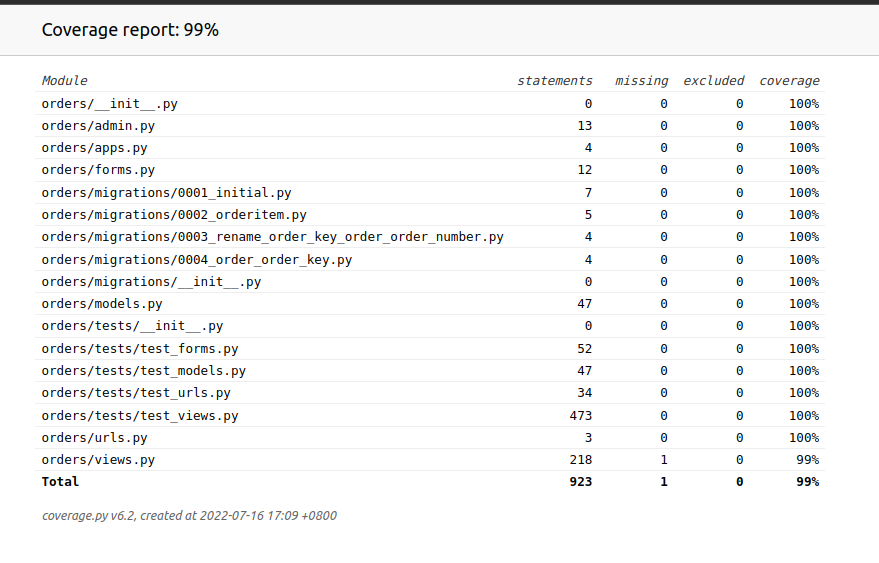 Coverage report: 99%
Module statements missing excluded coverage
orders/__init__.py 0 0 0 100%
orders/admin.py 13 0 0 100%
orders/apps.py 4 0 0 100%
orders/forms.py 12 0 0 100%
orders/migrations/0001_initial.py 7 0 0 100%
orders/migrations/0002_orderitem.py 5 0 0 100%
orders/migrations/0003_rename_order_key_order_order_number.py 4 0 0 100%
orders/migrations/0004_order_order_key.py 4 0 0 100%
orders/migrations/__init__.py 0 0 0 100%
orders/models.py 47 0 0 100%
orders/tests/__init__.py 0 0 0 100%
orders/tests/test_forms.py 52 0 0 100%
orders/tests/test_models.py 47 0 0 100%
orders/tests/test_urls.py 34 0 0 100%
orders/tests/test_views.py 473 0 0 100%
orders/urls.py 3 0 0 100%
orders/views.py 218 1 0 99%
Total 923 1 0 99%
coverage.py v6.2, created at 2022-07-16 17:09 +0800